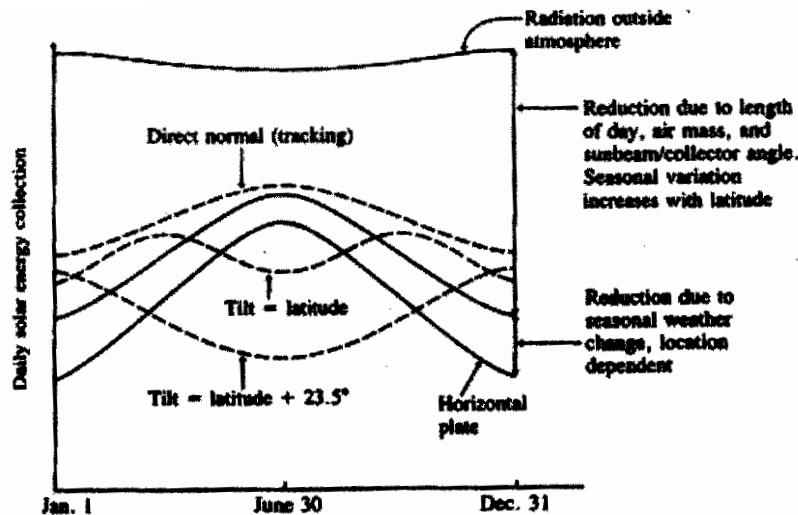 Radiation outside
atmosphere
Reduction due to length
of day, air mass, and
sunbeam/collector angle.
Seasonal variation
increases with latitude
Direct normal (tracking)
Daily solar energy collection
Tilt = latitude
Reduction due to
seasonal weather
change, location
dependent
Tilt = latitude + 23.5°
Horizontal
plate
Jan. 1
June 30
Dec. 31